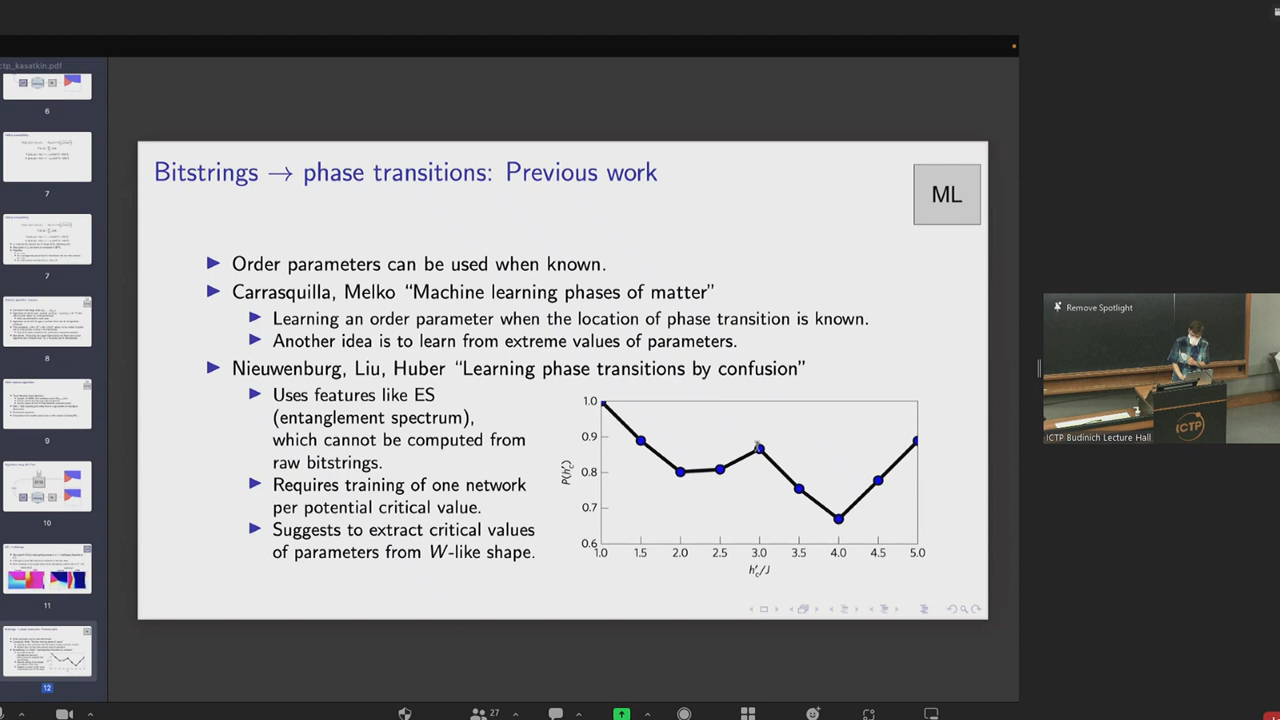 ctp_kasatkin.pdf
6
7
7
8
9
10
11
12
Bitstrings → phase transitions: Previous work
ML
Order parameters can be used when known.
Carrasquilla, Melko “Machine learning phases of matter”
Learning an order parameter when the location of phase transition is known.
Another idea is to learn from extreme values of parameters.
Nieuwenburg, Liu, Huber “Learning phase transitions by confusion”
Uses features like ES
(entanglement spectrum),
which cannot be computed from
raw bitstrings.
Requires training of one network
per potential critical value.
Suggests to extract critical values
of parameters from W-like shape.
1.0
0.9
0.8
0.7
0.6
P(h′c)
1.0 1.5 2.0 2.5 3.0 3.5 4.0 4.5 5.0
h′c/J
Remove Spotlight
ICTP
ICTP Budinich Lecture Hall
27